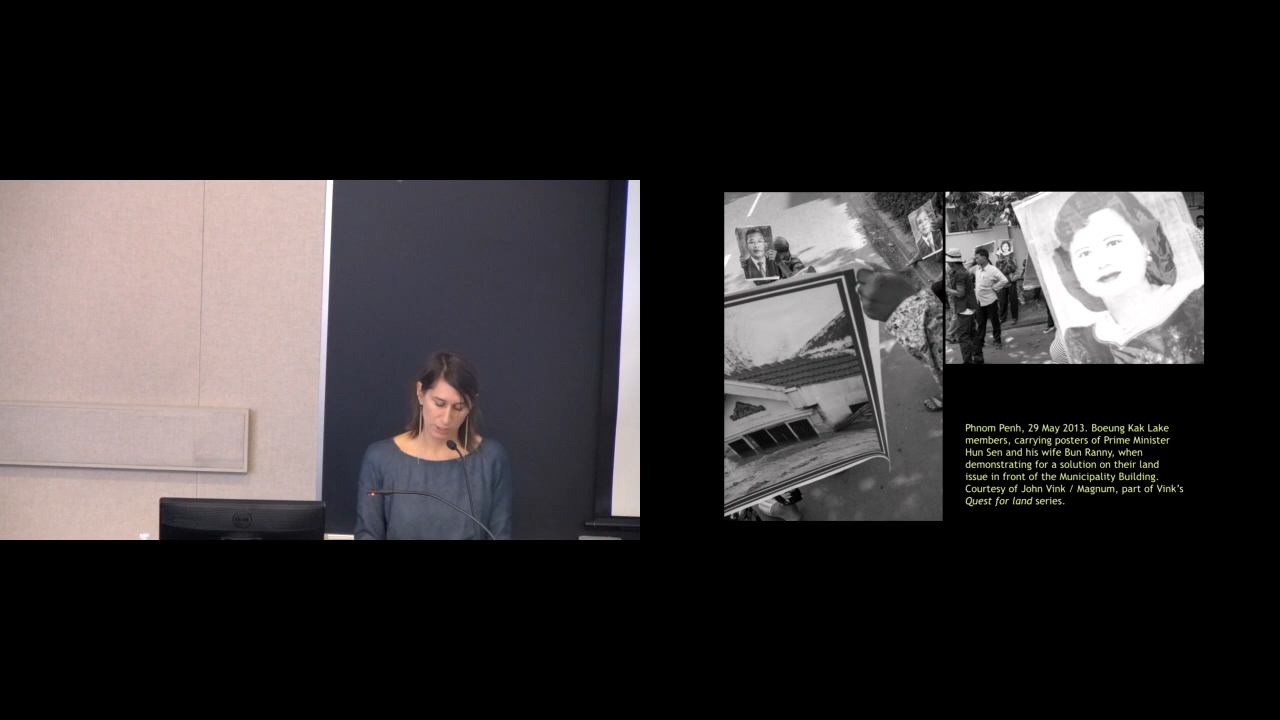 Phnom Penh, 29 May 2013. Boeung Kak Lake
members, carrying posters of Prime Minister
Hun Sen and his wife Bun Ranny, when
demonstrating for a solution on their land
issue in front of the Municipality Building.
Courtesy of John Vink / Magnum, part of Vink's
Quest for land series.